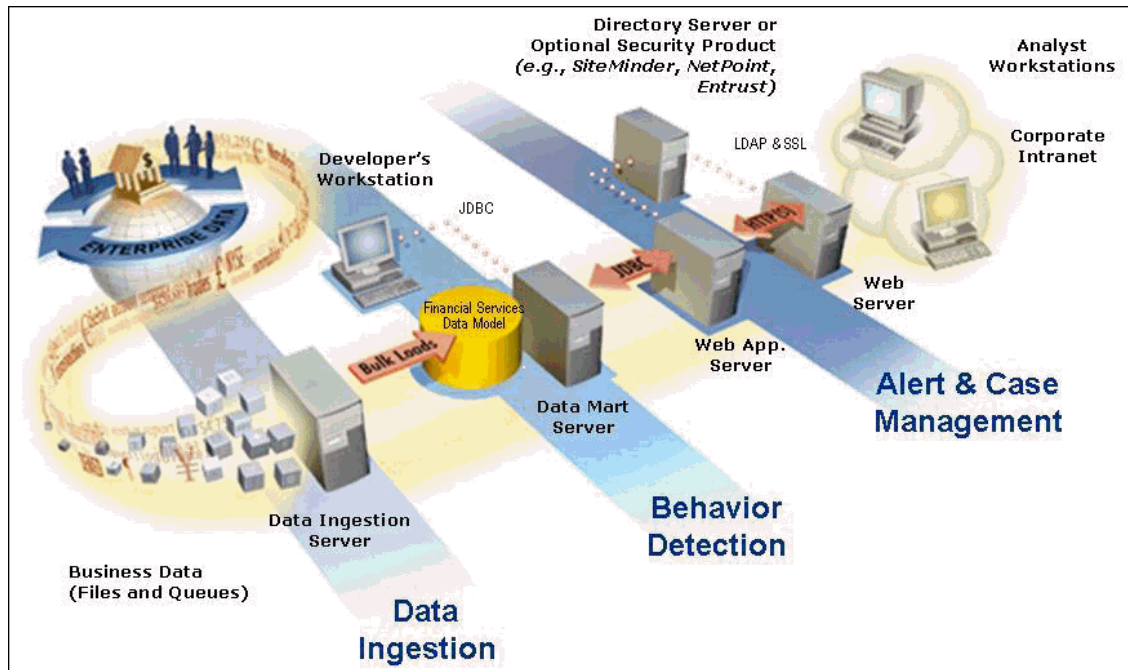 Directory Server or
Optional Security Product
(e.g., SiteMinder, NetPoint,
Entrust)
Analyst
Workstations
Corporate
Intranet
LDAP & SSL
Developer's
Workstation
JDBC
ENTERPRISE DATA
HTTP(S)
JDBC
Web
Server
Financial Services
Data Model
Bulk Loads
Web App.
Server
Alert & Case
Management
Data Mart
Server
Behavior
Detection
Data Ingestion
Server
Business Data
(Files and Queues)
Data
Ingestion